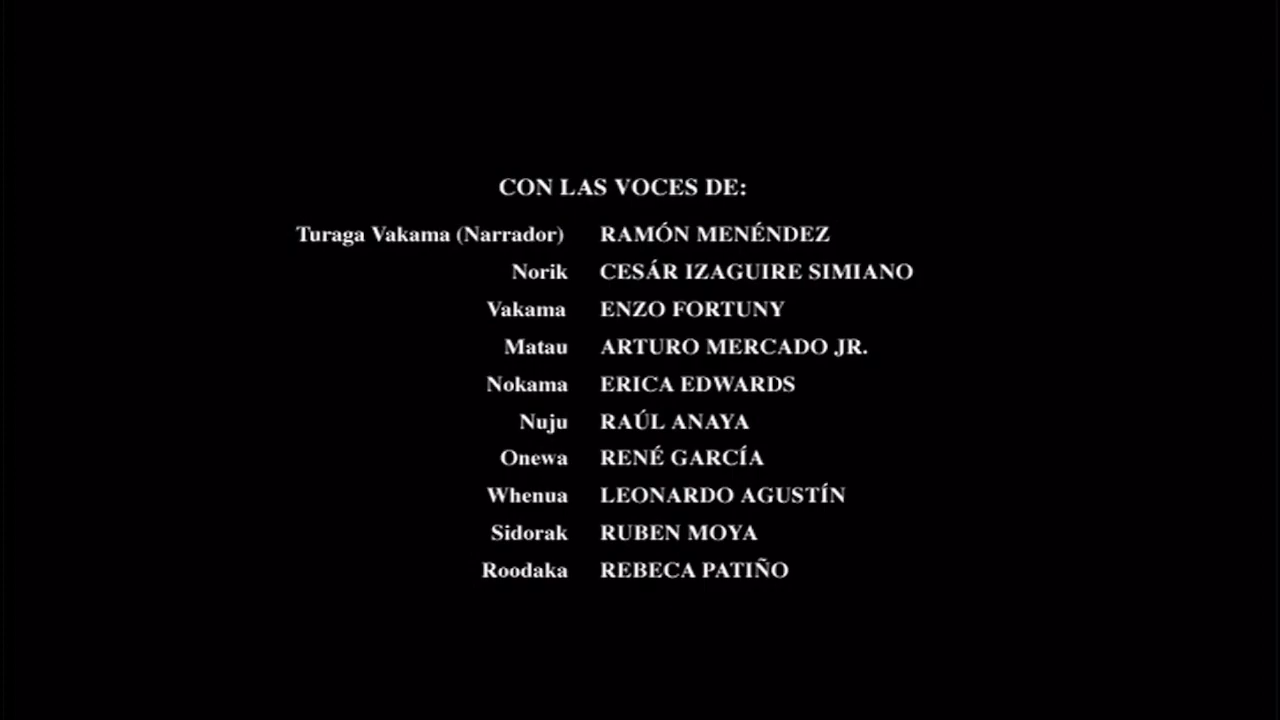 CON LAS VOCES DE:
Turaga Vakama (Narrador) RAMÓN MENÉNDEZ
Norik CESÁR IZAGUIRE SIMIANO
Vakama ENZO FORTUNY
Matau ARTURO MERCADO JR.
Nokama ERICA EDWARDS
Nuju RAÚL ANAYA
Onewa RENÉ GARCÍA
Whenua LEONARDO AGUSTÍN
Sidorak RUBEN MOYA
Roodaka REBECA PATIÑO